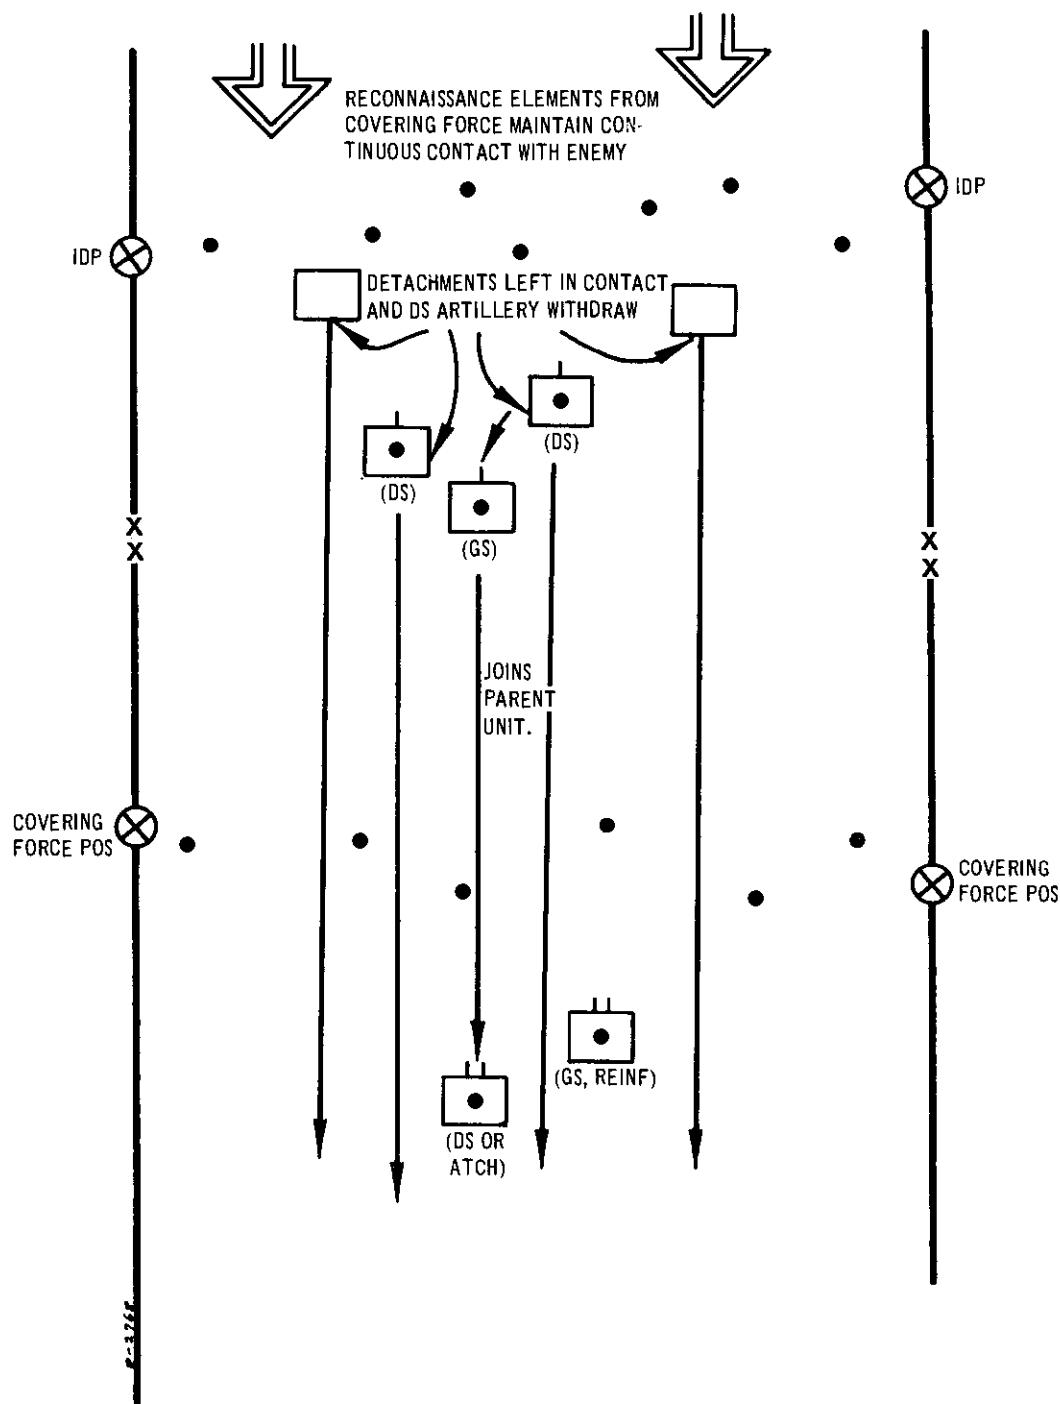 RECONNAISSANCE ELEMENTS FROM
COVERING FORCE MAINTAIN CON-
TINUOUS CONTACT WITH ENEMY
IDP
IDP
DETACHMENTS LEFT IN CONTACT
AND DS ARTILLERY WITHDRAW
(DS)
(DS)
(GS)
X
X
X
X
JOINS
PARENT
UNIT.
COVERING
FORCE POS
COVERING
FORCE POS
(GS, REINF)
(DS OR
ATCH)